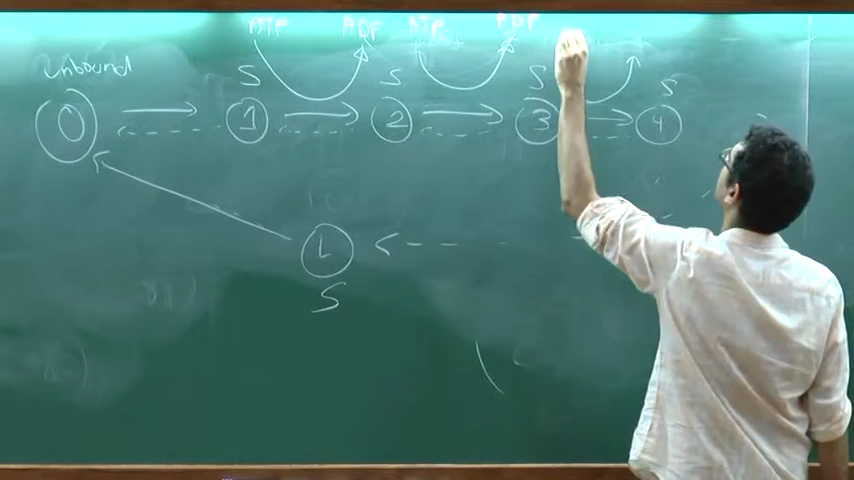 ATP ADP ATP ADP
unbound S S S S
0 1 2 3 4
L
S